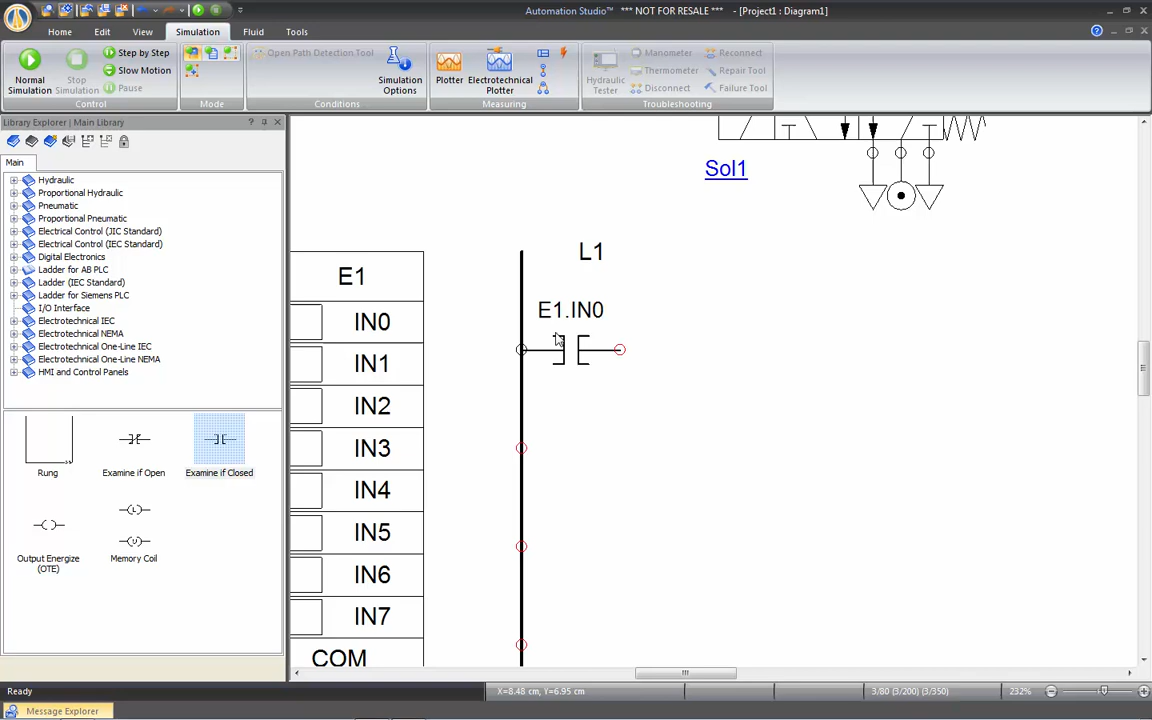 Automation Studio™ *** NOT FOR RESALE *** - [Project1 : Diagram1]
Home
Edit
View
Simulation
Fluid
Tools
Normal
Simulation
Stop
Simulation
Step by Step
Slow Motion
Pause
Open Path Detection Tool
Simulation
Options
Plotter
Electrotechnical
Plotter
Hydraulic
Tester
Manometer
Thermometer
Disconnect
Reconnect
Repair Tool
Failure Tool
Control
Mode
Conditions
Measuring
Troubleshooting
Library Explorer | Main Library
Main
Hydraulic
Proportional Hydraulic
Pneumatic
Proportional Pneumatic
Electrical Control (JIC Standard)
Electrical Control (IEC Standard)
Digital Electronics
Ladder for AB PLC
Ladder (IEC Standard)
Ladder for Siemens PLC
I/O Interface
Electrotechnical IEC
Electrotechnical NEMA
Electrotechnical One-Line IEC
Electrotechnical One-Line NEMA
HMI and Control Panels
Rung
Examine if Open
Examine if Closed
Output Energize
(OTE)
Memory Coil
Sol1
L1
E1
E1.IN0
IN0
IN1
IN2
IN3
IN4
IN5
IN6
IN7
COM
Ready
X=8.48 cm, Y=6.95 cm
3/80 (3/200) (3/350)
232%
Message Explorer